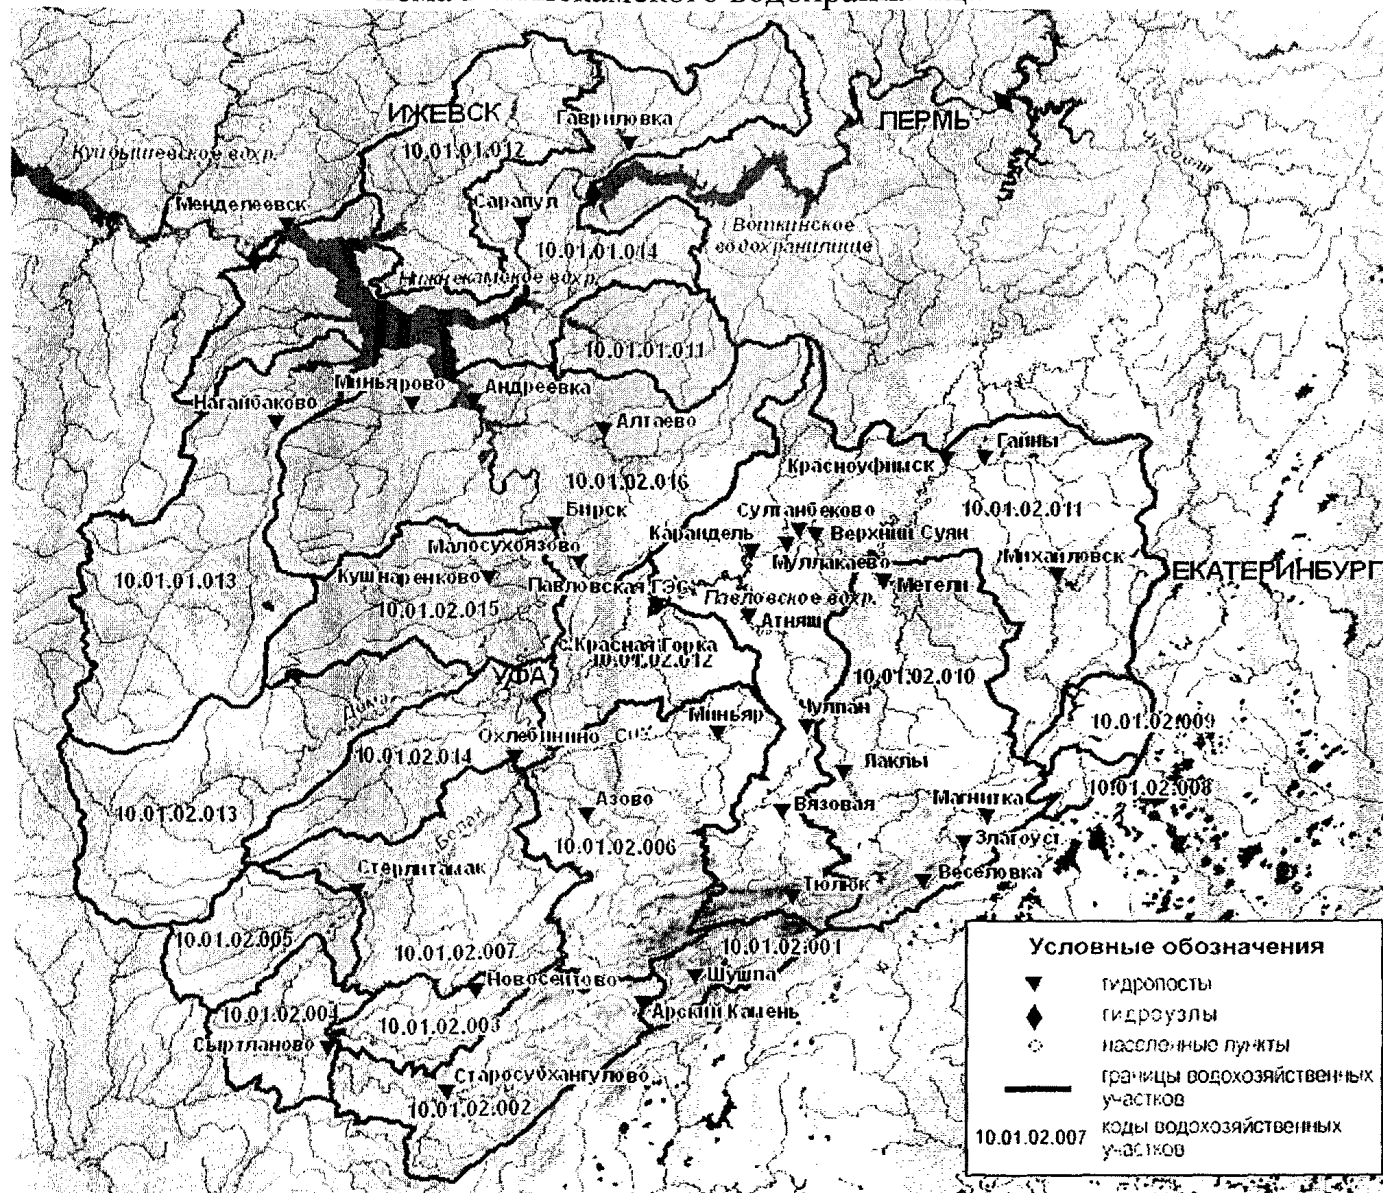 ИЖЕВСК
Гавриловка
ПЕРМЬ
10.01.01.012
Куйбышевское вохр.
Менделеевск
Сарапул
10.01.01.014
Воткинское
водохранилище
Нижнекамское вохр.
10.01.01.011
Миньярово
Андреевка
Нагайбаково
Алтаево
Гайны
Красноуфимск
10.01.02.016
Султанбеково
10.01.02.011
Бирск
Карандель
Верхний Суян
Малосухоязово
Муллакаево
Михайловск
ЕКАТЕРИНБУРГ
10.01.01.013
Кушнаренково
Павловская ГЭС
Метели
10.01.02.015
Павловское вохр.
Атняш
с.Красная Горка
10.01.02.012
УФА
10.01.02.010
Дема
Миньяр
Чулпан
10.01.02.009
Охлебинино
10.01.02.014
Лаклы
10.01.02.008
10.01.02.013
Азово
Вязовая
Магнитка
10.01.02.006
Златоуст
Стерлитамак
Тюлюк
Веселовка
10.01.02.005
10.01.02.007
10.01.02.001
Новосеитово
Шушпа
10.01.02.004
10.01.02.003
Арский Камень
Сыртланово
Старосубхангулово
10.01.02.002
Условные обозначения
гидропосты
гидроузлы
населенные пункты
границы водохозяйственных
участков
10.01.02.007 коды водохозяйственных
участков